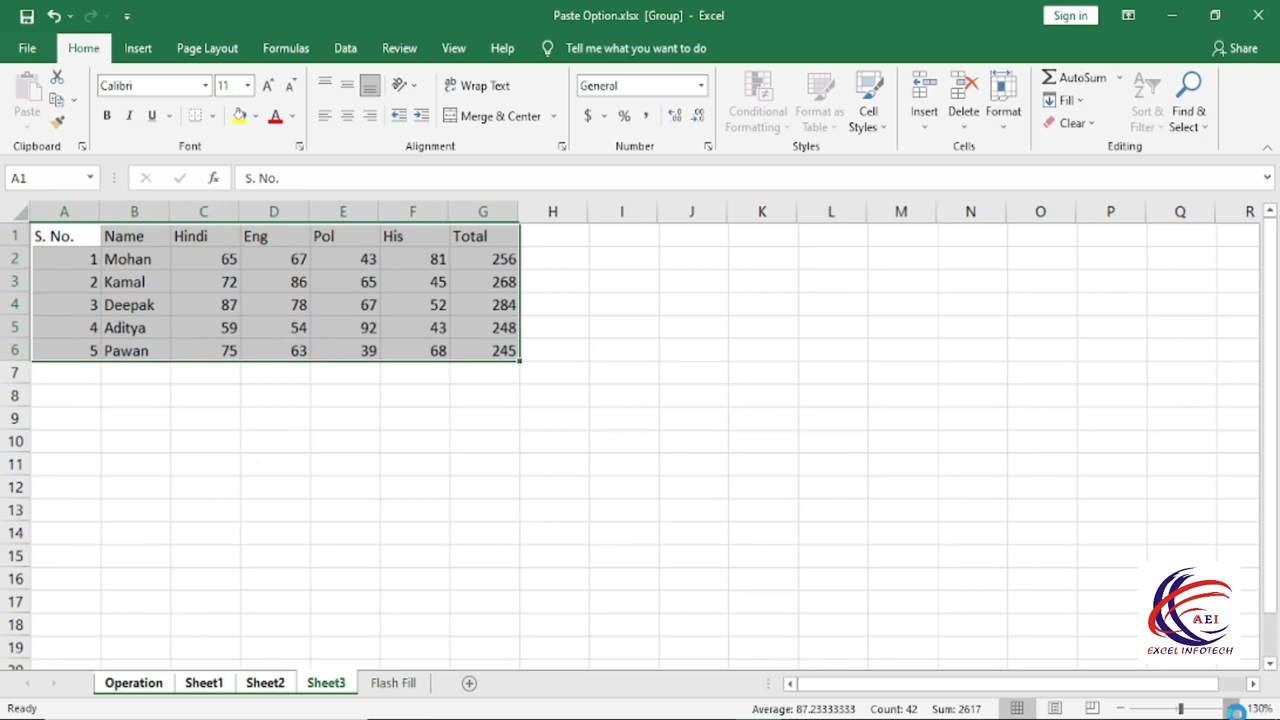 Paste Option.xlsx [Group] - Excel
Sign in
File Home Insert Page Layout Formulas Data Review View Help Tell me what you want to do Share
Paste
Calibri 11
B I U A
Wrap Text
Merge & Center
General
$ % ,
Conditional Formatting
Format as Table
Cell Styles
Insert Delete Format
AutoSum
Fill
Clear
Sort & Filter
Find & Select
Clipboard Font Alignment Number Styles Cells Editing
A1 fx S. No.
A B C D E F G H I J K L M N O P Q R
1 S. No. Name Hindi Eng Pol His Total
2 1 Mohan 65 67 43 81 256
3 2 Kamal 72 86 65 45 268
4 3 Deepak 87 78 67 52 284
5 4 Aditya 59 54 92 43 248
6 5 Pawan 75 63 39 68 245
7
8
9
10
11
12
13
14
15
16
17
18
19
20
AEI
EXCEL INFOTECH
Operation Sheet1 Sheet2 Sheet3 Flash Fill
Ready Average: 87.23333333 Count: 42 Sum: 2617 130%